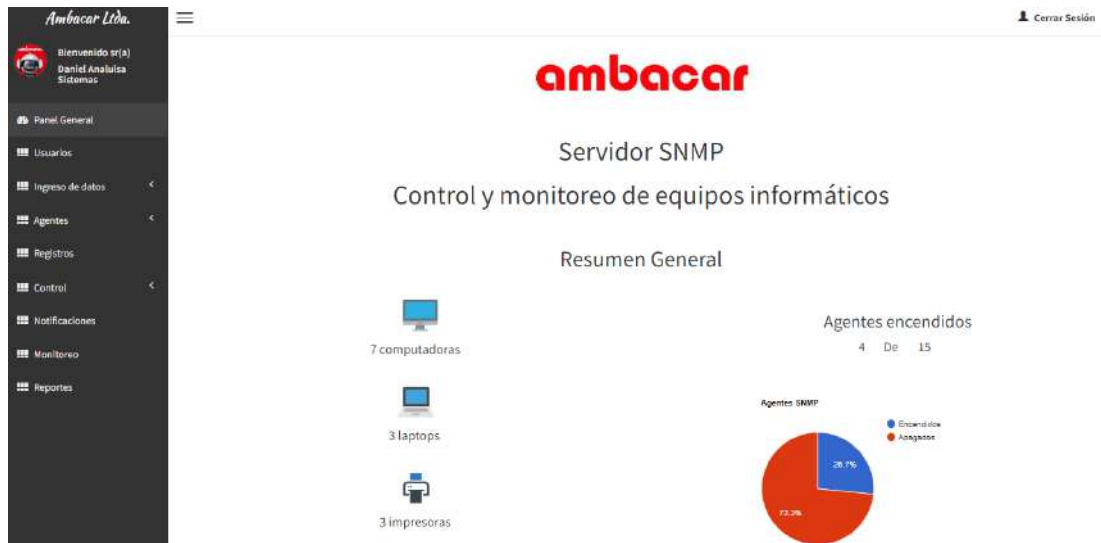 Ambacar Ltda.
Cerrar Sesión
Bienvenido sr(a)
Daniel Analuisa
Sistemas
Panel General
Usuarios
Ingreso de datos
Agentes
Registros
Control
Notificaciones
Monitoreo
Reportes
ambacar
Servidor SNMP
Control y monitoreo de equipos informáticos
Resumen General
7 computadoras
3 laptops
3 impresoras
Agentes encendidos
4 De 15
Agentes SNMP
Encendidos
Apagados
26.7%
73.3%